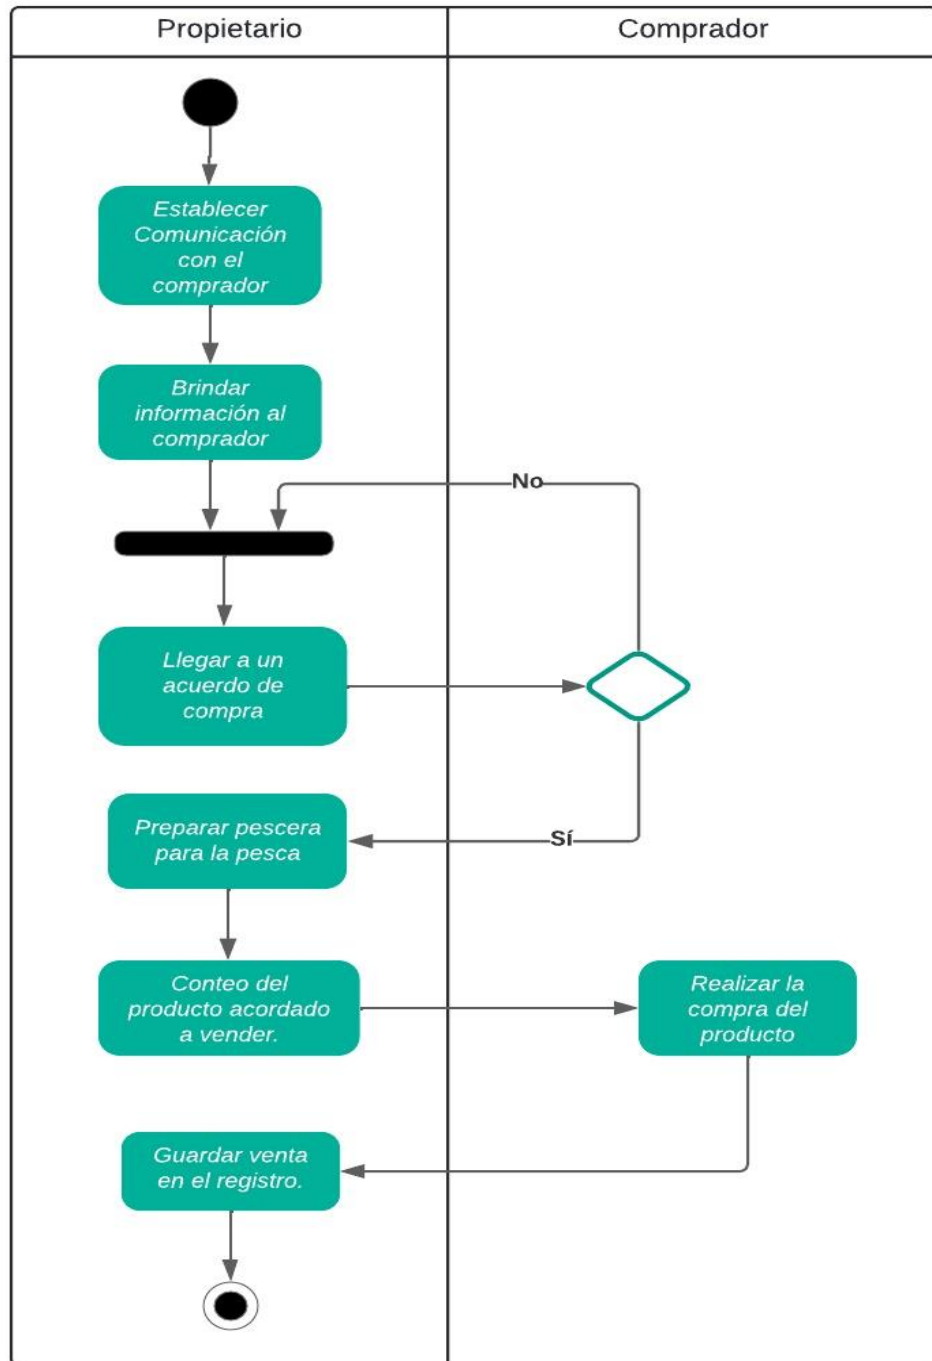 Propietario
Comprador
Establecer
Comunicación
con el
comprador
Brindar
información al
comprador
No
Llegar a un
acuerdo de
compra
Preparar pescera
para la pesca
Sí
Conteo del
producto acordado
a vender.
Realizar la
compra del
producto
Guardar venta
en el registro.